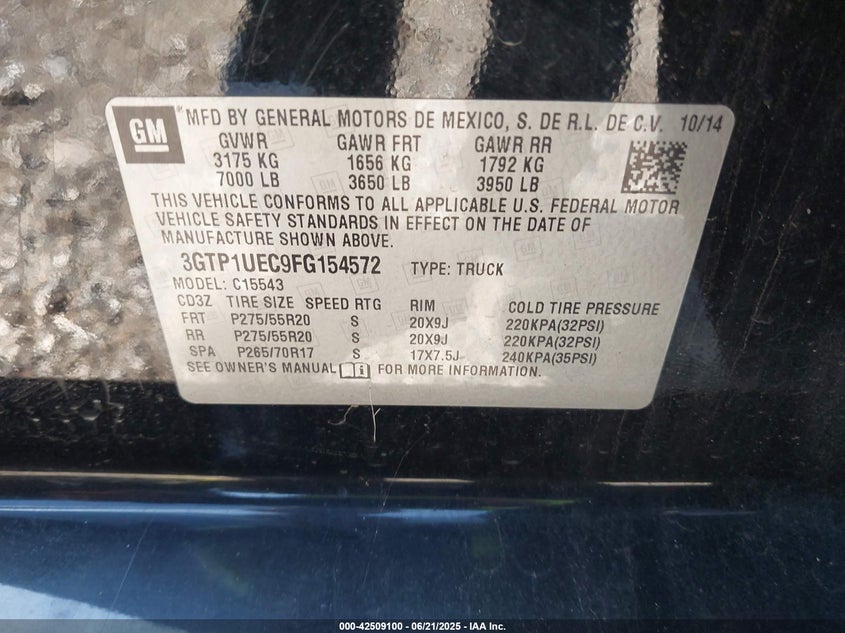 GM
MFD BY GENERAL MOTORS DE MEXICO, S. DE R.L. DE C.V. 10/14
GVWR GAWR FRT GAWR RR
3175 KG 1656 KG 1792 KG
7000 LB 3650 LB 3950 LB
THIS VEHICLE CONFORMS TO ALL APPLICABLE U.S. FEDERAL MOTOR
VEHICLE SAFETY STANDARDS IN EFFECT ON THE DATE OF
MANUFACTURE SHOWN ABOVE.
3GTP1UEC9FG154572 TYPE: TRUCK
MODEL: C15543
CD3Z TIRE SIZE SPEED RTG RIM COLD TIRE PRESSURE
FRT P275/55R20 S 20X9J 220KPA(32PSI)
RR P275/55R20 S 20X9J 220KPA(32PSI)
SPA P265/70R17 S 17X7.5J 240KPA(35PSI)
SEE OWNER'S MANUAL FOR MORE INFORMATION.
000-42509100 - 06/21/2025 - IAA Inc.